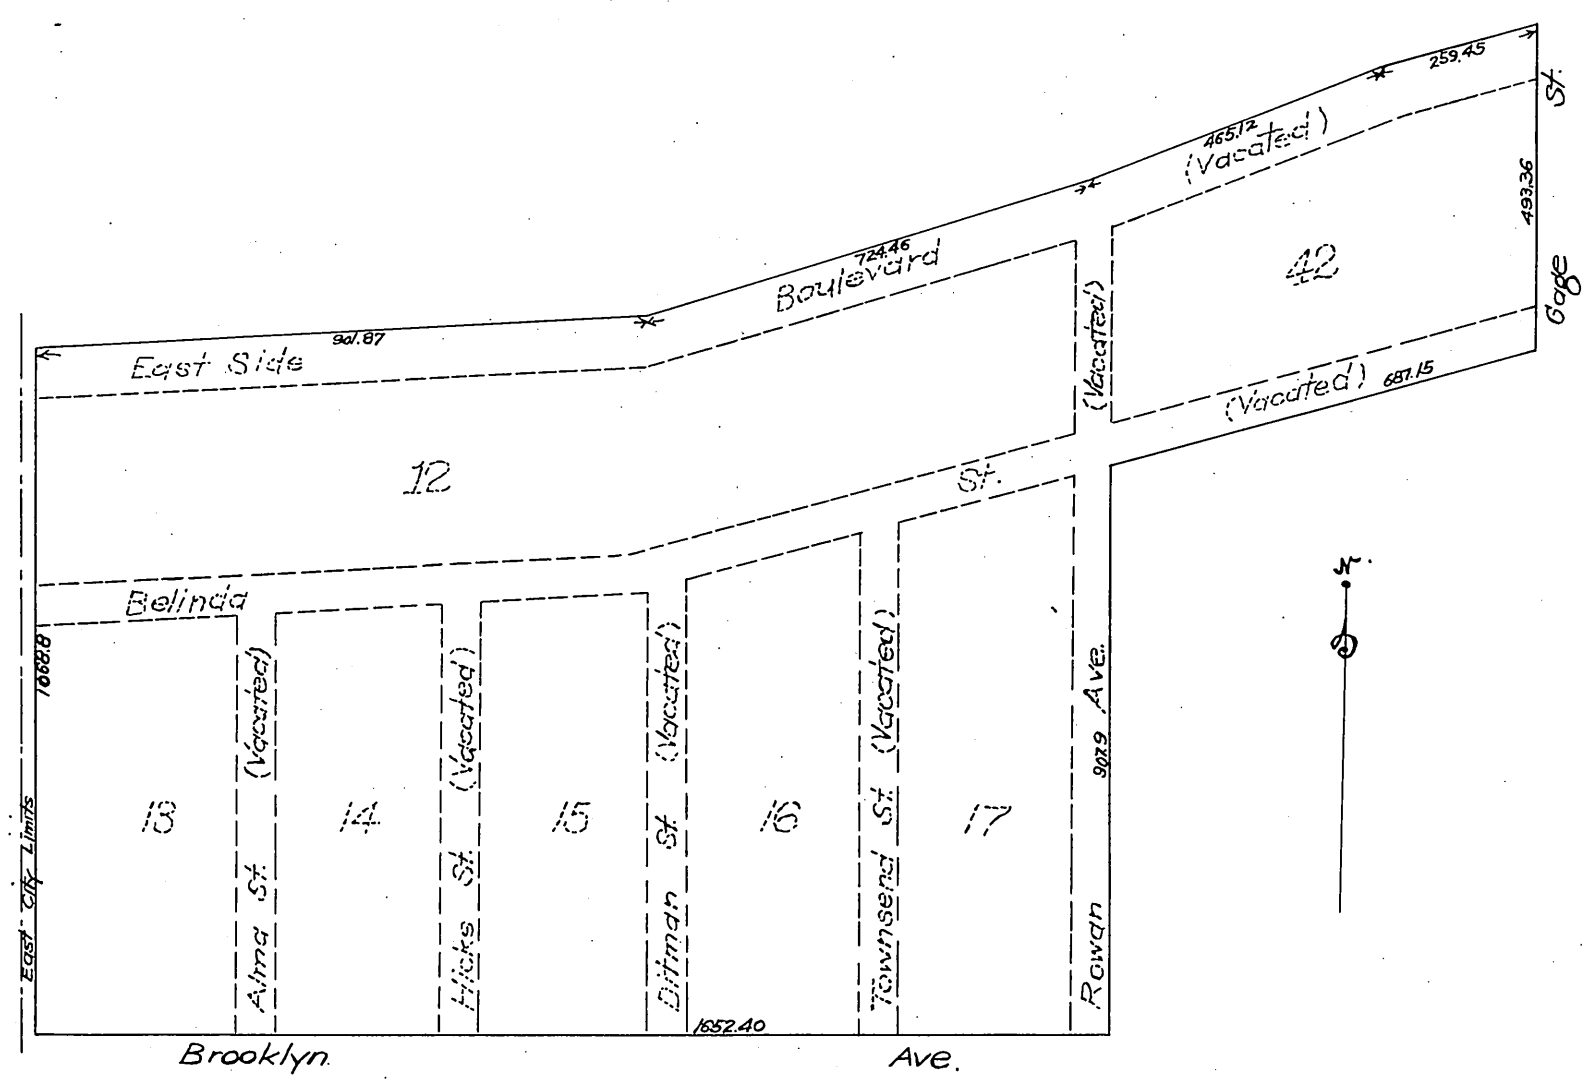 259.45
St.
465.12
(Vacated)
493.36
724.46
Boulevard
42
Gage
(Vacated)
901.87
East Side
(Vacated) 687.15
12
St.
N.
Belinda
1068.8
(Vacated)
(Vacated)
(Vacated)
(Vacated)
Ave.
907.9
13
14
15
16
17
East City Limits
Alma St.
Hicks St.
Ditman St.
Townsend St.
Rowan
1652.40
Brooklyn
Ave.